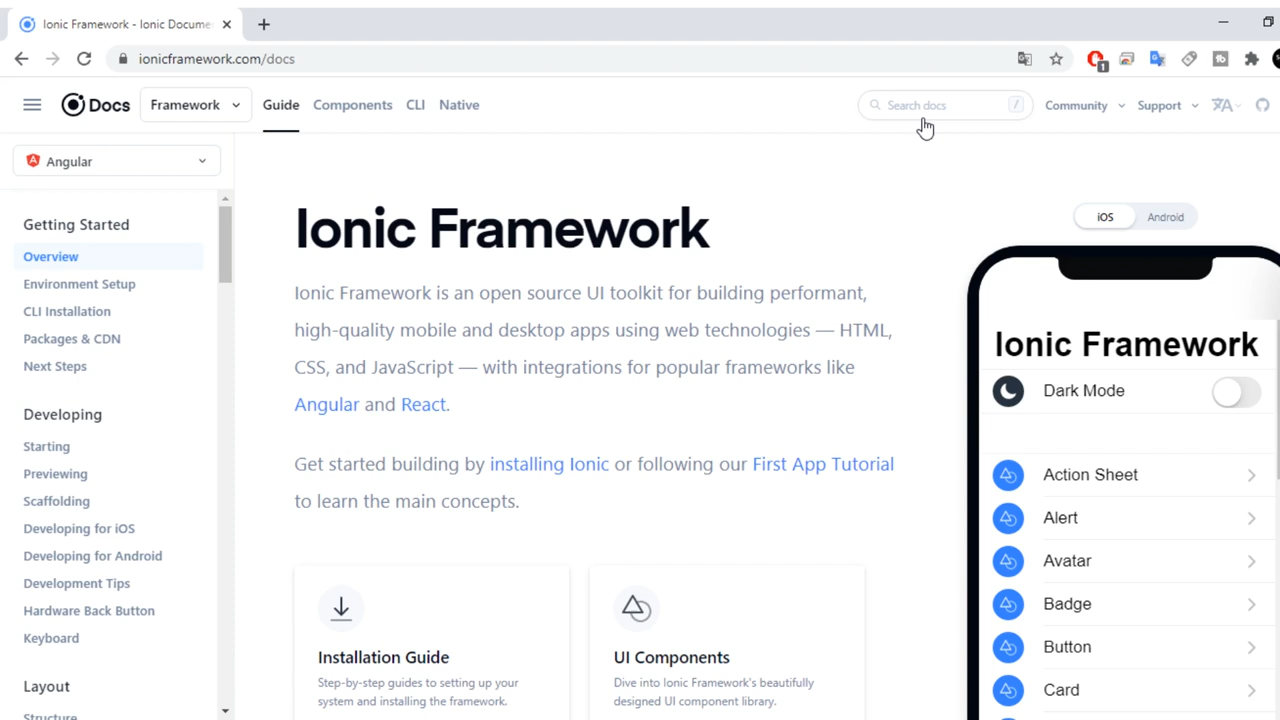 Ionic Framework - Ionic Docume
ionicframework.com/docs
1
Docs
Framework
Guide
Components
CLI
Native
Search docs
/
Community
Support
Angular
Getting Started
Overview
Environment Setup
CLI Installation
Packages & CDN
Next Steps
Developing
Starting
Previewing
Scaffolding
Developing for iOS
Developing for Android
Development Tips
Hardware Back Button
Keyboard
Layout
Structure
Ionic Framework
Ionic Framework is an open source UI toolkit for building performant,
high-quality mobile and desktop apps using web technologies — HTML,
CSS, and JavaScript — with integrations for popular frameworks like
Angular and React.
Get started building by installing Ionic or following our First App Tutorial
to learn the main concepts.
Installation Guide
Step-by-step guides to setting up your
system and installing the framework.
UI Components
Dive into Ionic Framework's beautifully
designed UI component library.
iOS
Android
Ionic Framework
Dark Mode
Action Sheet
Alert
Avatar
Badge
Button
Card